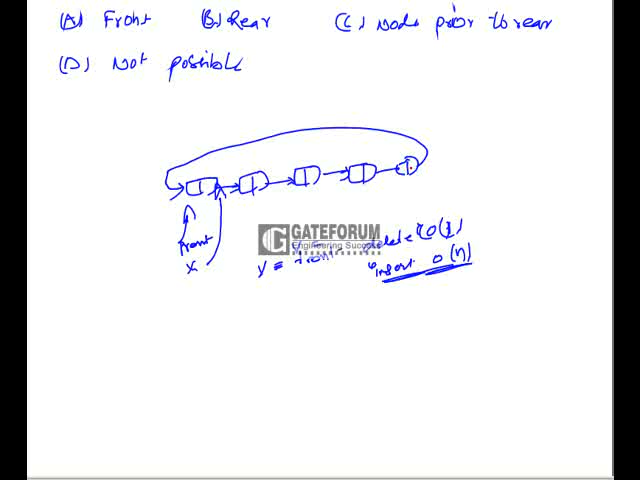 (A) Front (B) Rear (C) Node prior to rear
(D) Not possible
Front
x
GATEFORUM
Engineering Success
y = front
delete O(1)
insert O(n)